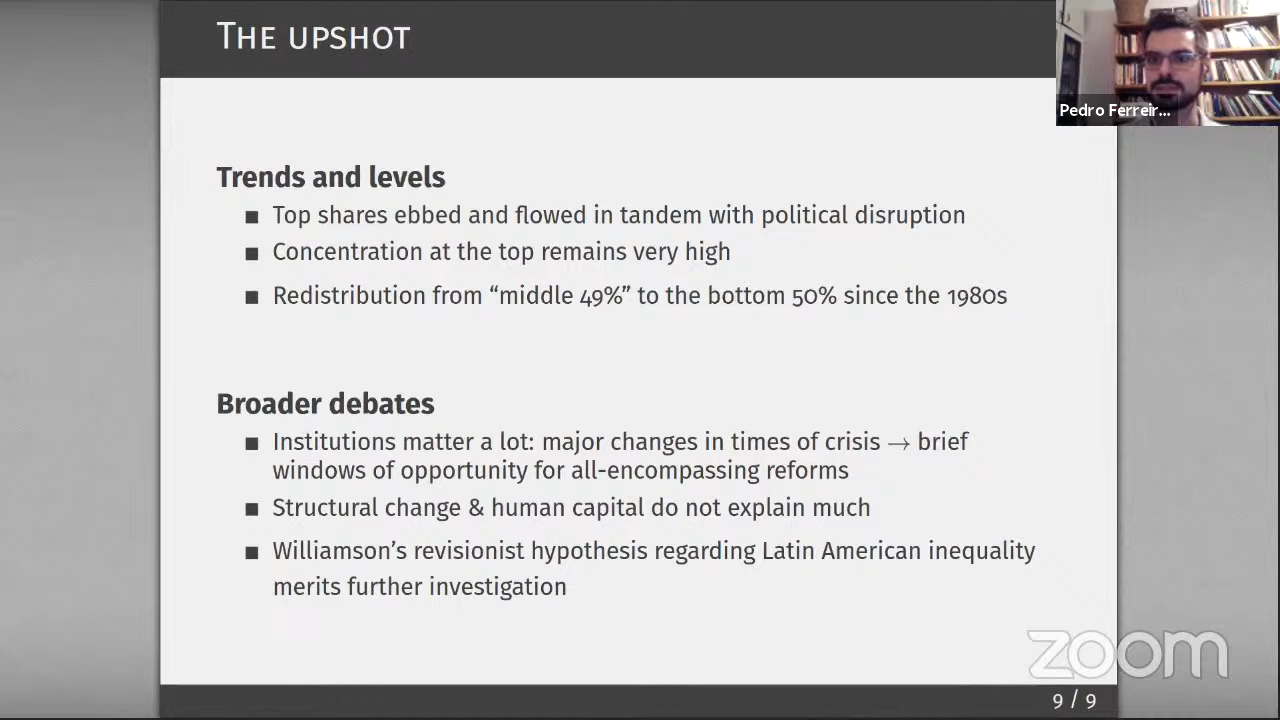 THE UPSHOT
Pedro Ferreir...
Trends and levels
■ Top shares ebbed and flowed in tandem with political disruption
■ Concentration at the top remains very high
■ Redistribution from “middle 49%” to the bottom 50% since the 1980s
Broader debates
■ Institutions matter a lot: major changes in times of crisis → brief
windows of opportunity for all-encompassing reforms
■ Structural change & human capital do not explain much
■ Williamson’s revisionist hypothesis regarding Latin American inequality
merits further investigation
zoom
9 / 9